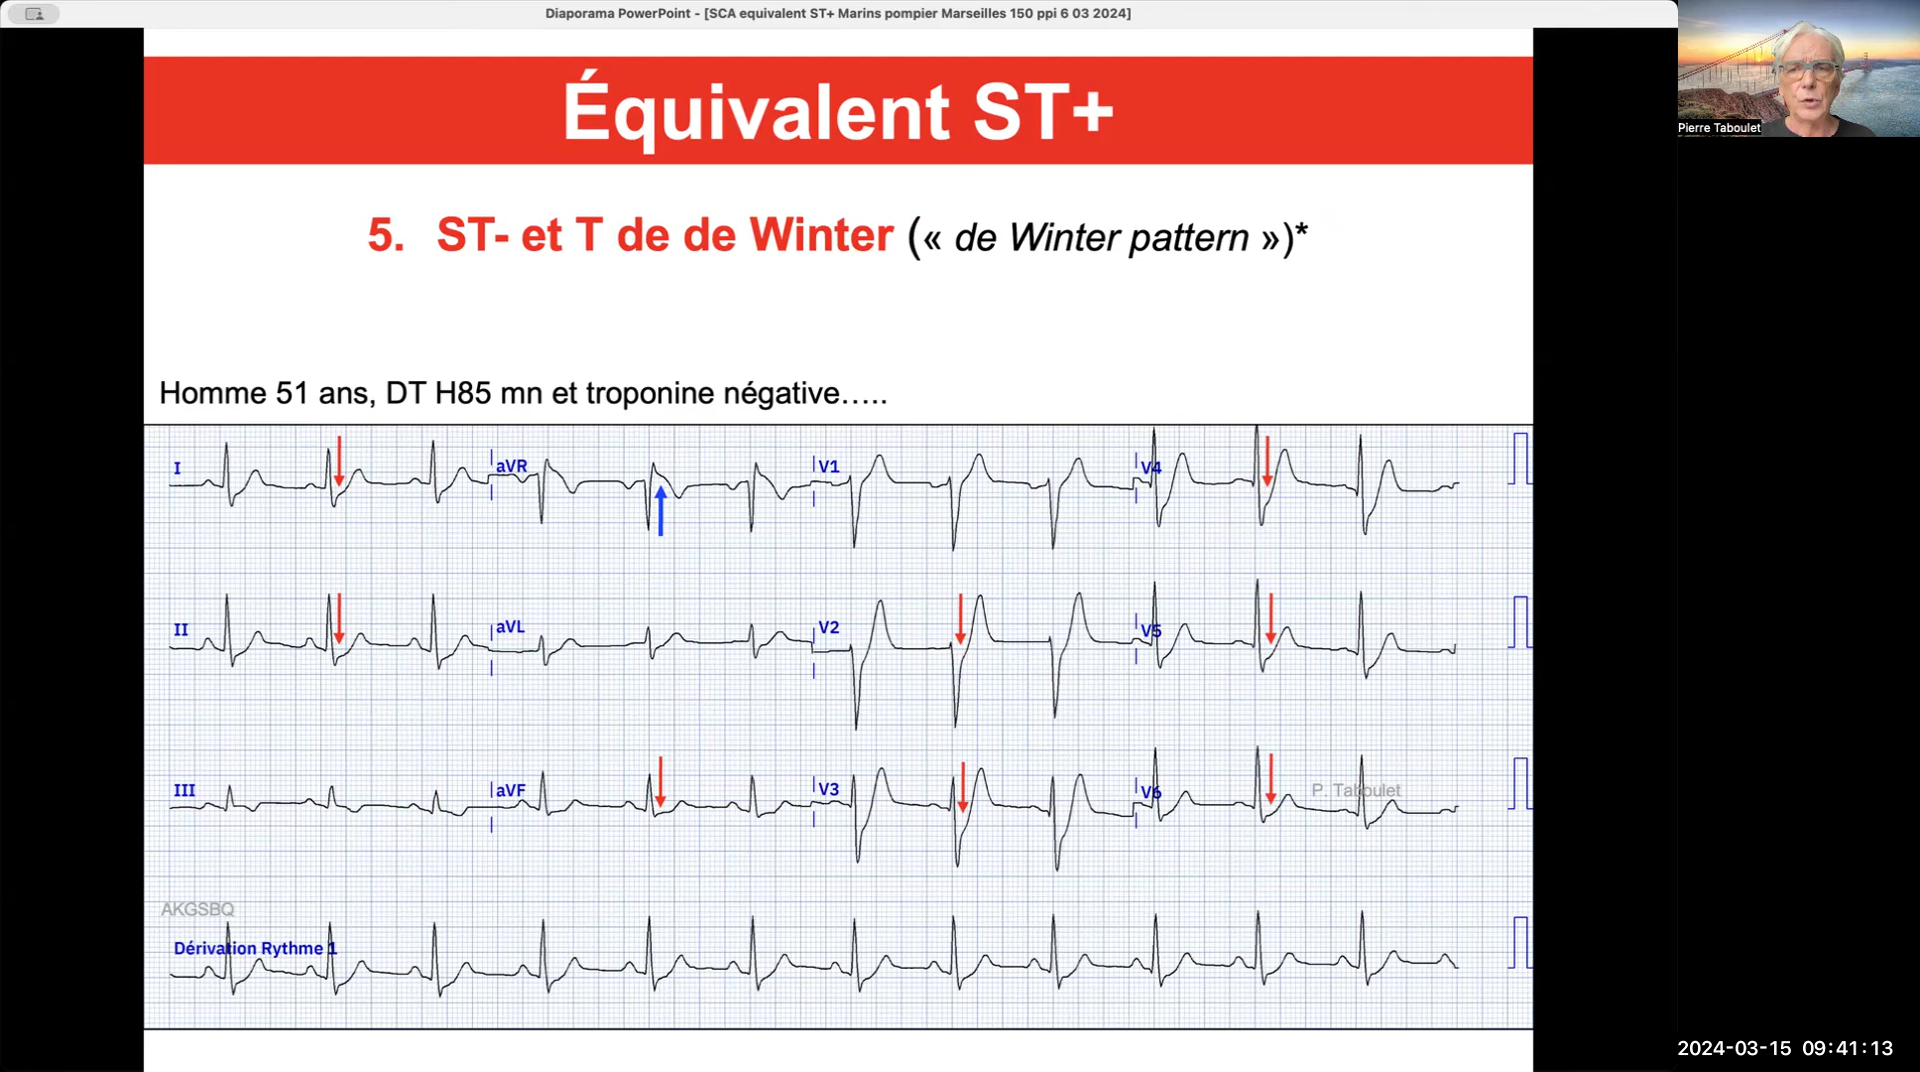 Diaporama PowerPoint - [SCA equivalent ST+ Marins pompier Marseilles 150 ppi 6 03 2024]
Pierre Taboulet
Équivalent ST+
5. ST- et T de de Winter (« de Winter pattern »)*
Homme 51 ans, DT H85 mn et troponine négative.....
I aVR V1 V4
II aVL V2 V5
III aVF V3 V6
P. Taboulet
AKGSBQ
Dérivation Rythme 1
2024-03-15 09:41:13